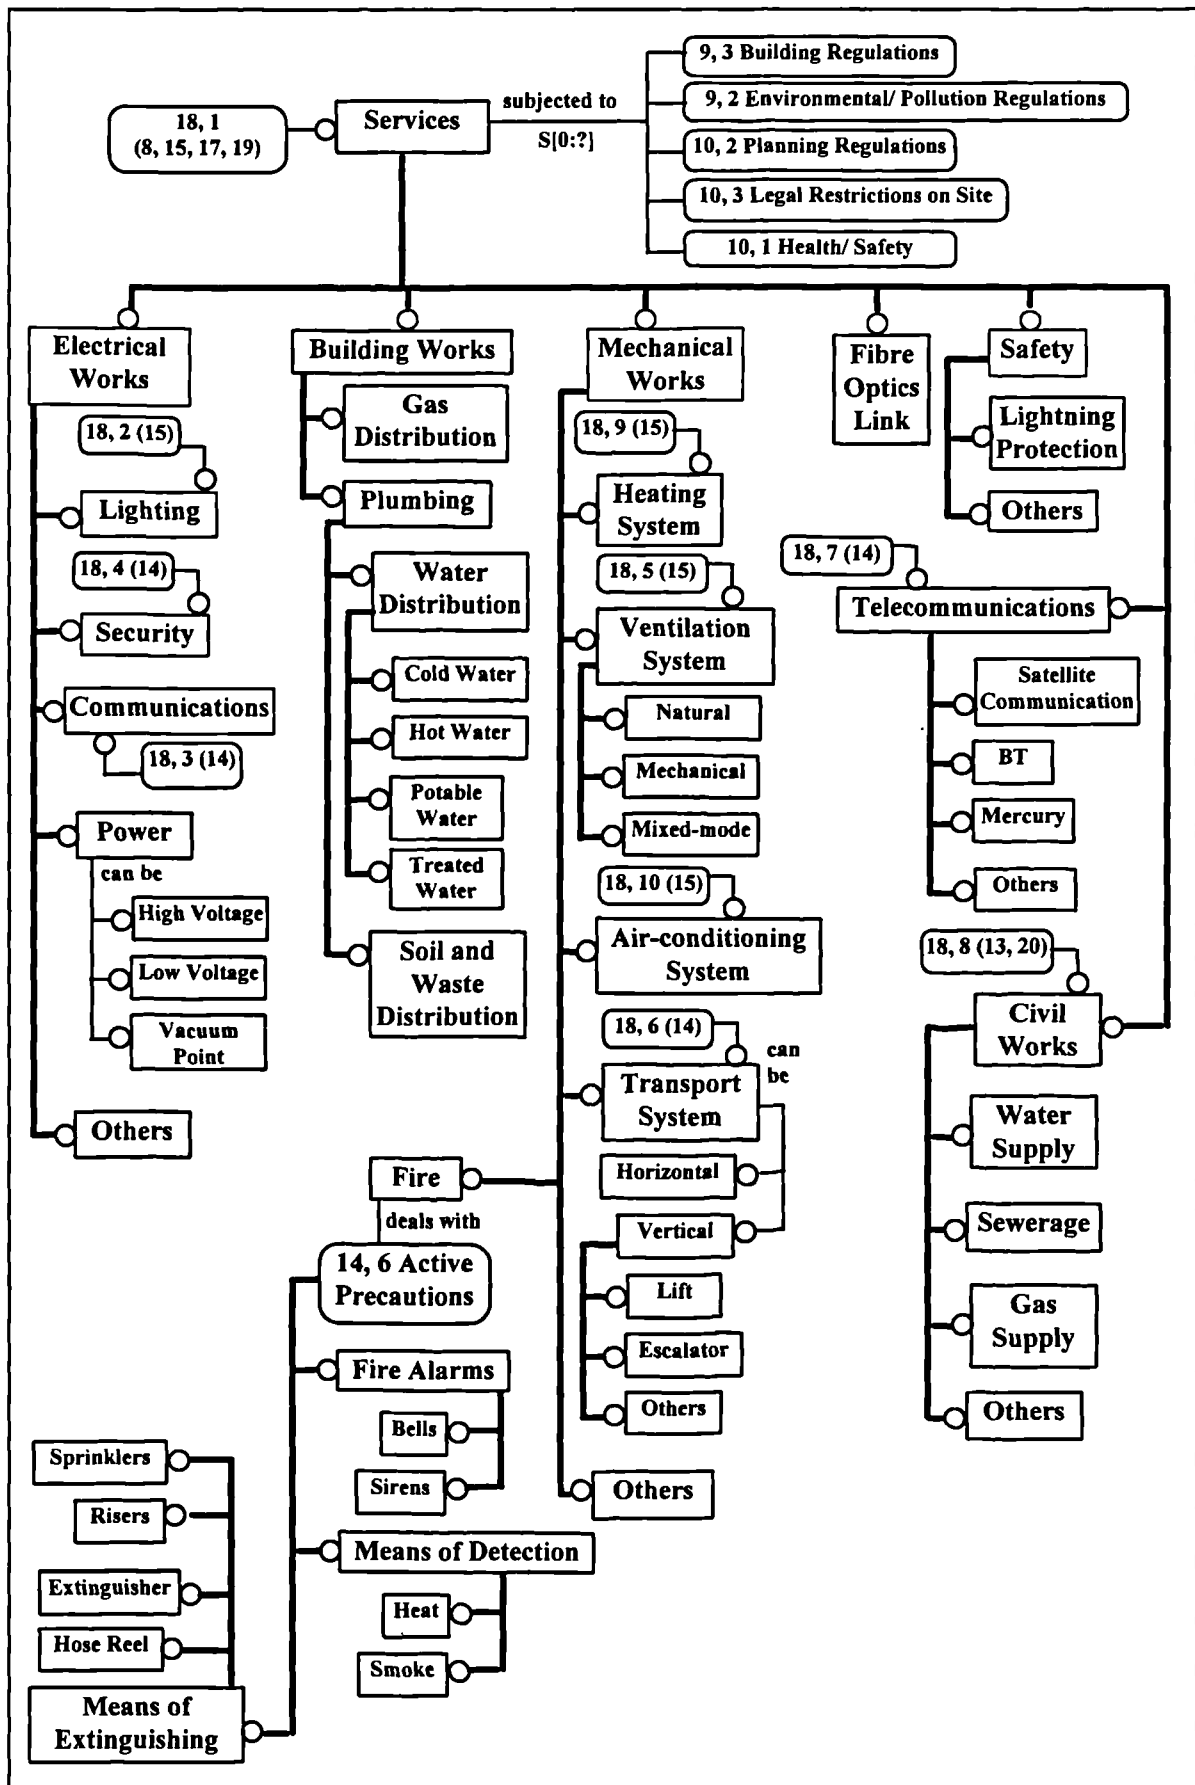 9, 3 Building Regulations
subjected to
9, 2 Environmental/ Pollution Regulations
18, 1
(8, 15, 17, 19)
Services
S[0:?]
10, 2 Planning Regulations
10, 3 Legal Restrictions on Site
10, 1 Health/ Safety
Electrical
Works
18, 2 (15)
Lighting
18, 4 (14)
Security
Communications
18, 3 (14)
Power
can be
High Voltage
Low Voltage
Vacuum
Point
Others
Building Works
Gas
Distribution
Plumbing
Water
Distribution
Cold Water
Hot Water
Potable
Water
Treated
Water
Soil and
Waste
Distribution
Mechanical
Works
18, 9 (15)
Heating
System
18, 5 (15)
Ventilation
System
Natural
Mechanical
Mixed-mode
18, 10 (15)
Air-conditioning
System
18, 6 (14)
can
be
Transport
System
Horizontal
Vertical
Lift
Escalator
Others
Others
Fire
deals with
14, 6 Active
Precautions
Fire Alarms
Bells
Sirens
Means of Detection
Heat
Smoke
Sprinklers
Risers
Extinguisher
Hose Reel
Means of
Extinguishing
Fibre
Optics
Link
Safety
Lightning
Protection
Others
18, 7 (14)
Telecommunications
Satellite
Communication
BT
Mercury
Others
18, 8 (13, 20)
Civil
Works
Water
Supply
Sewerage
Gas
Supply
Others